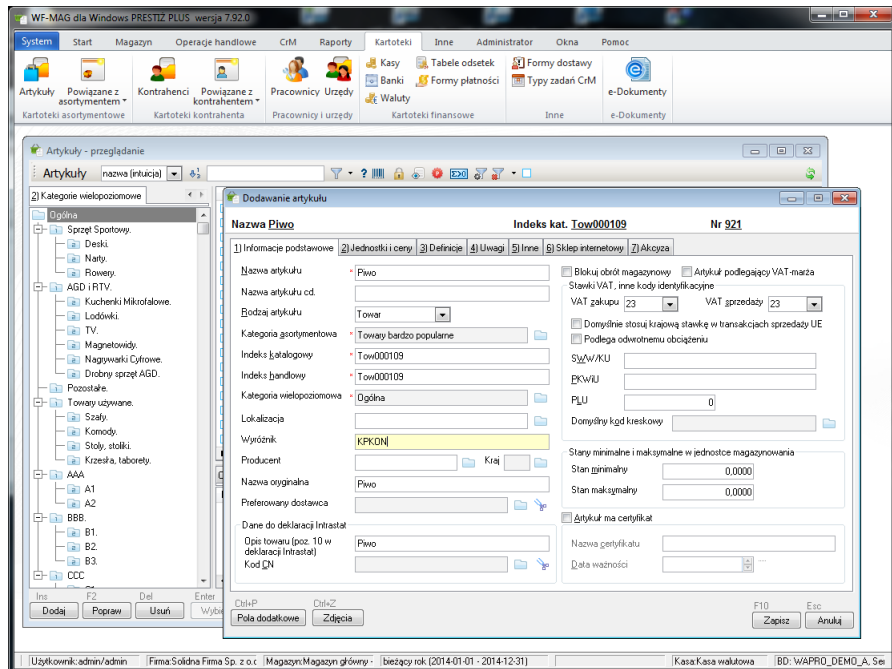 WF-MAG dla Windows PRESTIŻ PLUS wersja 7.92.0
System Start Magazyn Operacje handlowe CrM Raporty Kartoteki Inne Administrator Okna Pomoc
Artykuły Powiązane z asortymentem Kontrahenci Powiązane z kontrahentem Pracownicy Urzędy
Kasy Tabele odsetek Formy dostawy
Banki Formy płatności Typy zadań CrM
Waluty
e-Dokumenty
Kartoteki asortymentowe Kartoteki kontrahenta Pracownicy i urzędy Kartoteki finansowe Inne e-Dokumenty
Artykuły - przeglądanie
Artykuły nazwa (intuicja)
2) Kategorie wielopoziomowe
Ogólna
Sprzęt Sportowy.
Deski.
Narty.
Rowery.
AGD i RTV.
Kuchenki Mikrofalowe.
Lodówki.
TV.
Magnetowidy.
Nagrywarki Cyfrowe.
Drobny sprzęt AGD.
Pozostałe.
Towary używane.
Szafy.
Komody.
Stoły, stoliki.
Krzesła, taborety.
AAA
A1
A2
BBB.
B1.
B2.
B3.
CCC
Ins F2 Del Enter
Dodaj Popraw Usuń
Dodawanie artykułu
Nazwa Piwo Indeks kat. Tow000109 Nr 921
1) Informacje podstawowe 2) Jednostki i ceny 3) Definicje 4) Uwagi 5) Inne 6) Sklep internetowy 7) Akcyza
Nazwa artykułu * Piwo
Nazwa artykułu cd.
Rodzaj artykułu Towar
Kategoria asortymentowa * Towary bardzo popularne
Indeks katalogowy * Tow000109
Indeks handlowy * Tow000109
Kategoria wielopoziomowa * Ogólna
Lokalizacja
Wyróżnik KPKON
Producent Kraj
Nazwa oryginalna Piwo
Preferowany dostawca
Dane do deklaracji Intrastat
Opis towaru (poz. 10 w deklaracji Intrastat) Piwo
Kod CN
Blokuj obrót magazynowy Artykuł podlegający VAT-marża
Stawki VAT, inne kody identyfikacyjne
VAT zakupu 23 VAT sprzedaży 23
Domyślnie stosuj krajową stawkę w transakcjach sprzedaży UE
Podlega odwrotnemu obciążeniu
SWW/KU
PKWiU
PLU 0
Domyślny kod kreskowy
Stany minimalne i maksymalne w jednostce magazynowania
Stan minimalny 0,0000
Stan maksymalny 0,0000
Artykuł ma certyfikat
Nazwa certyfikatu
Data ważności
Ctrl+P Ctrl+Z
Pola dodatkowe Zdjęcia
F10 Esc
Zapisz Anuluj
Użytkownik:admin/admin Firma:Solidna Firma Sp. z o.o Magazyn:Magazyn główny - bieżący rok (2014-01-01 - 2014-12-31) Kasa:Kasa walutowa BD: WAPRO_DEMO_A, Se